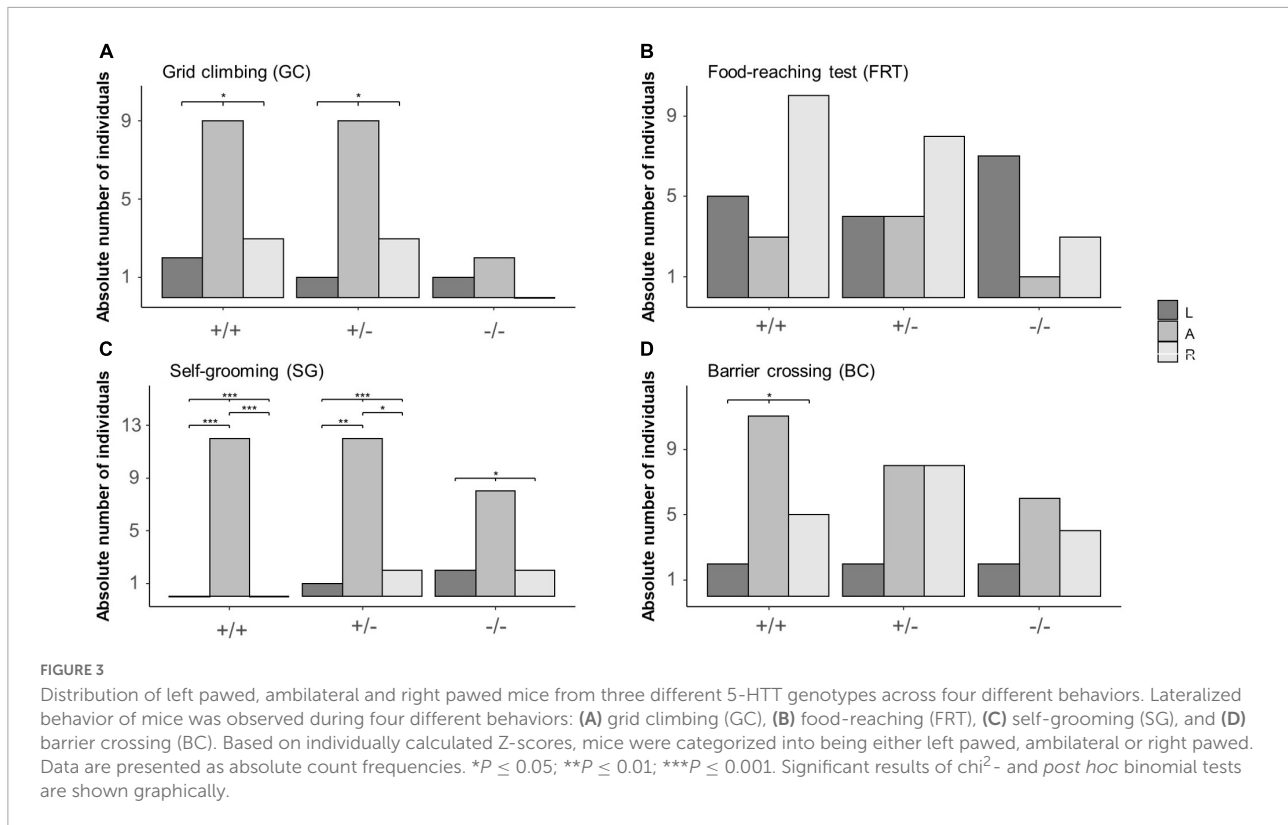 A
Grid climbing (GC)
Absolute number of individuals
9
5
1
*
*
+/+
+/-
-/-
B
Food-reaching test (FRT)
Absolute number of individuals
9
5
1
+/+
+/-
-/-
L
A
R
C
Self-grooming (SG)
Absolute number of individuals
13
9
5
1
***
***
***
***
*
**
*
+/+
+/-
-/-
D
Barrier crossing (BC)
Absolute number of individuals
9
5
1
*
+/+
+/-
-/-
FIGURE 3
Distribution of left pawed, ambilateral and right pawed mice from three different 5-HTT genotypes across four different behaviors. Lateralized
behavior of mice was observed during four different behaviors: (A) grid climbing (GC), (B) food-reaching (FRT), (C) self-grooming (SG), and (D)
barrier crossing (BC). Based on individually calculated Z-scores, mice were categorized into being either left pawed, ambilateral or right pawed.
Data are presented as absolute count frequencies. *P ≤ 0.05; **P ≤ 0.01; ***P ≤ 0.001. Significant results of chi²- and post hoc binomial tests
are shown graphically.